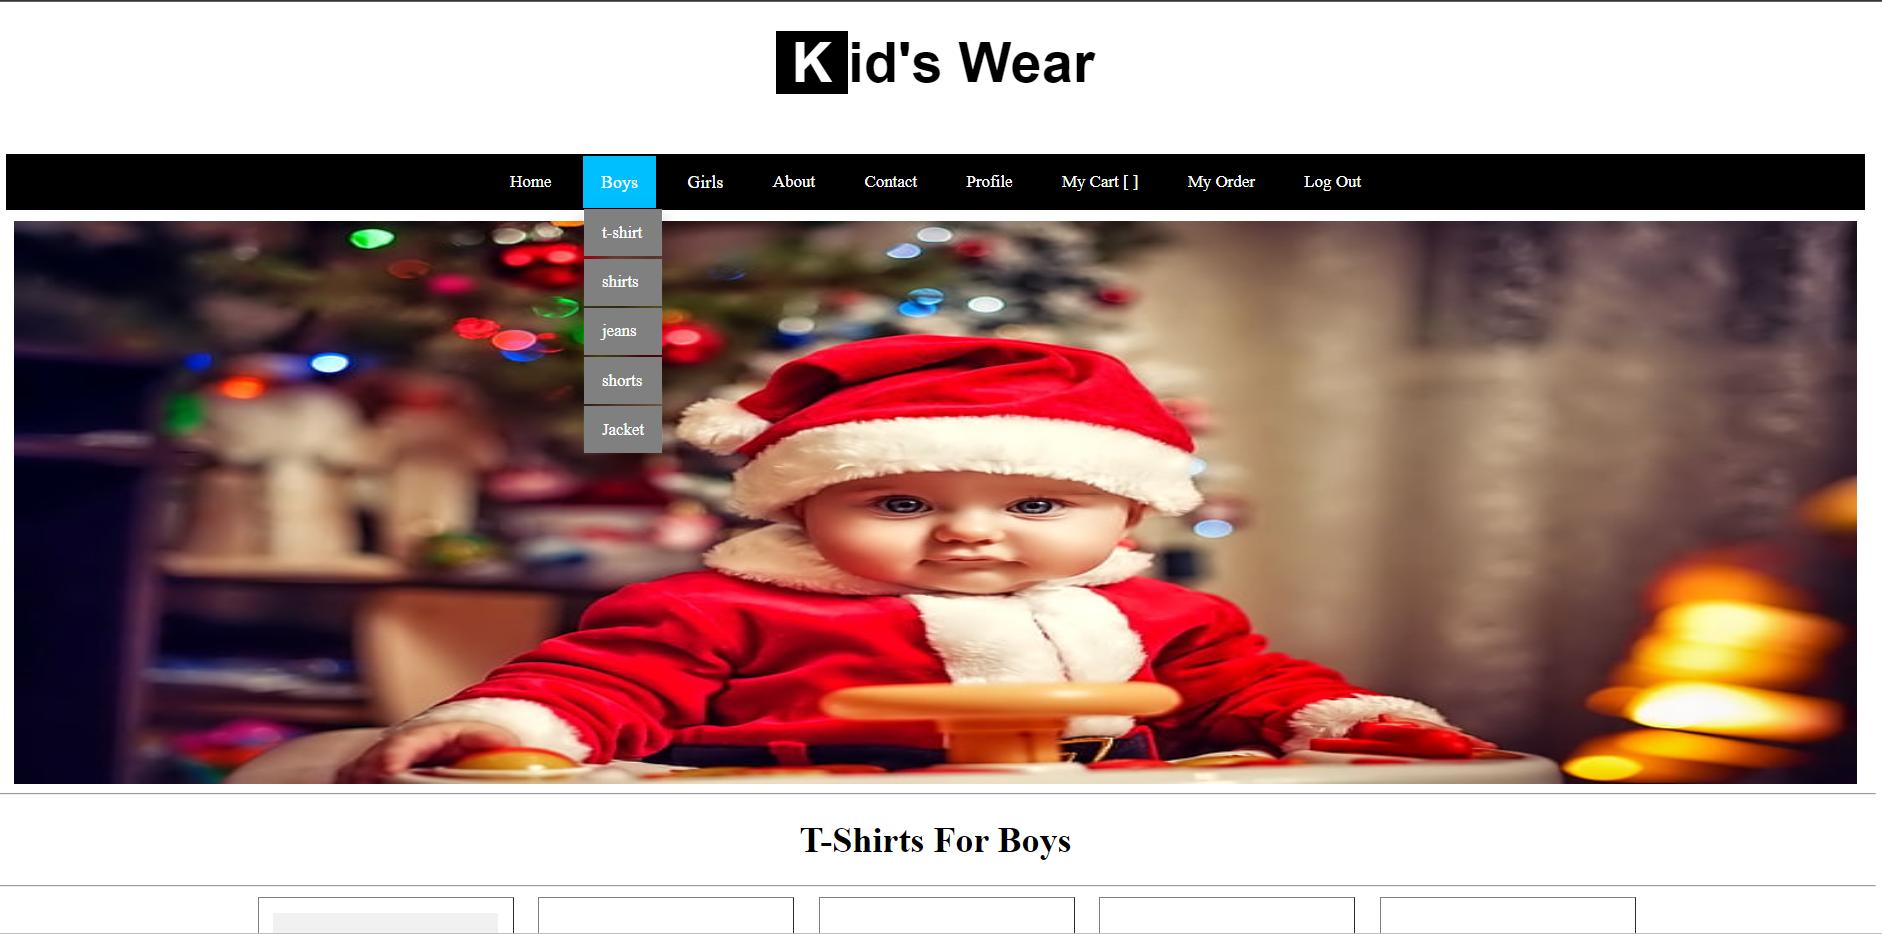 Kid's Wear
Home Boys Girls About Contact Profile My Cart [ ] My Order Log Out
t-shirt
shirts
jeans
shorts
Jacket
T-Shirts For Boys